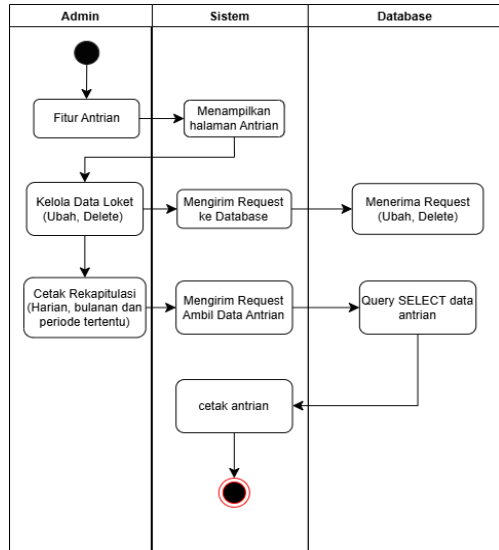 Admin
Sistem
Database
Fitur Antrian
Menampilkan
halaman Antrian
Kelola Data Loket
(Ubah, Delete)
Mengirim Request
ke Database
Menerima Request
(Ubah, Delete)
Cetak Rekapitulasi
(Harian, bulanan dan
periode tertentu)
Mengirim Request
Ambil Data Antrian
Query SELECT data
antrian
cetak antrian